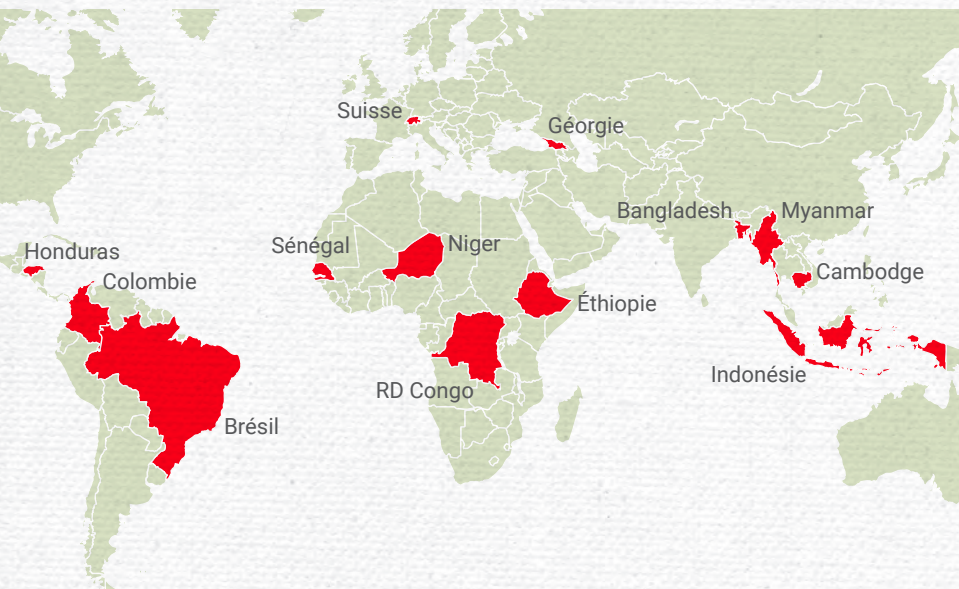 Suisse
Géorgie
Bangladesh
Myanmar
Honduras
Sénégal
Niger
Colombie
Cambodge
Éthiopie
Indonésie
RD Congo
Brésil